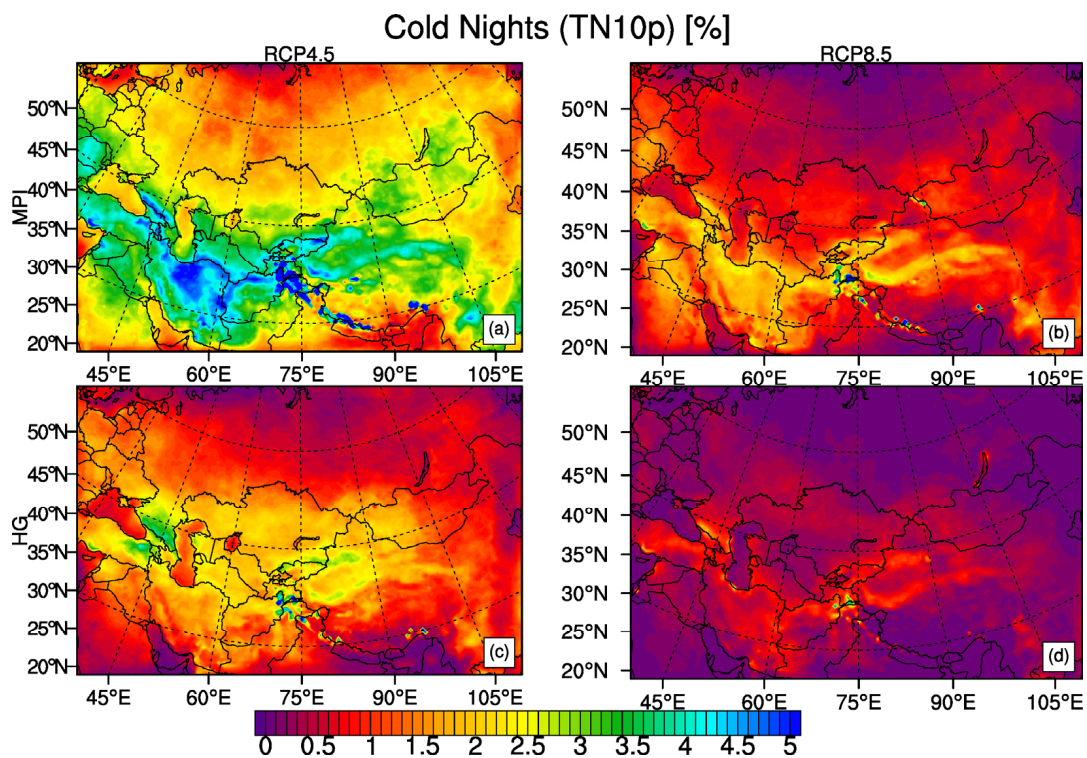 Cold Nights (TN10p) [%]
RCP4.5 RCP8.5
50°N 50°N
45°N 45°N
40°N 40°N
MPI
35°N 35°N
30°N 30°N
25°N 25°N
20°N 20°N
(a) (b)
45°E 60°E 75°E 90°E 105°E 45°E 60°E 75°E 90°E 105°E
50°N 50°N
45°N 45°N
40°N 40°N
HG
35°N 35°N
30°N 30°N
25°N 25°N
20°N 20°N
(c) (d)
45°E 60°E 75°E 90°E 105°E 45°E 60°E 75°E 90°E 105°E
0 0.5 1 1.5 2 2.5 3 3.5 4 4.5 5